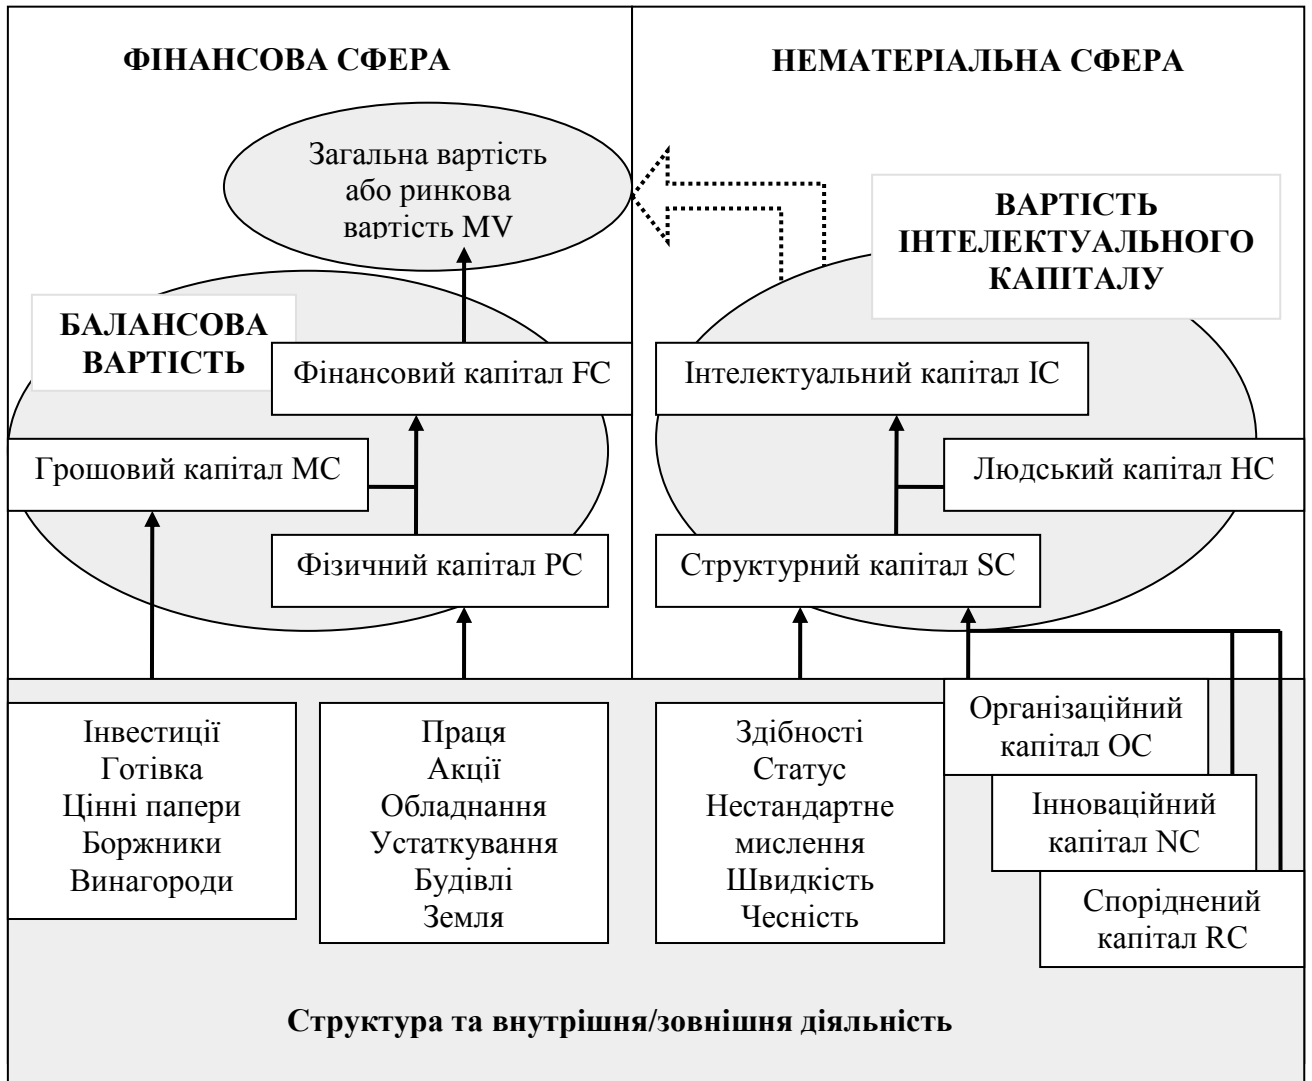 ФІНАНСОВА СФЕРА
НЕМАТЕРІАЛЬНА СФЕРА
Загальна вартість
або ринкова
вартість MV
ВАРТІСТЬ
ІНТЕЛЕКТУАЛЬНОГО
КАПІТАЛУ
БАЛАНСОВА
ВАРТІСТЬ
Фінансовий капітал FC
Інтелектуальний капітал IC
Грошовий капітал MC
Людський капітал HC
Фізичний капітал PC
Структурний капітал SC
Інвестиції
Готівка
Цінні папери
Боржники
Винагороди
Праця
Акції
Обладнання
Устаткування
Будівлі
Земля
Здібності
Статус
Нестандартне
мислення
Швидкість
Чесність
Організаційний
капітал OC
Інноваційний
капітал NC
Споріднений
капітал RC
Структура та внутрішня/зовнішня діяльність